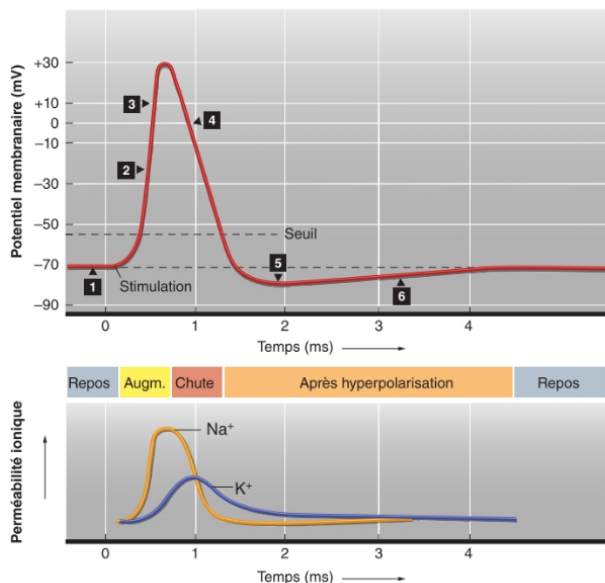 Potentiel membranaire (mV)
+30
+10
0
−10
−30
−50
−70
−90
3
4
2
Seuil
5
1
Stimulation
6
0 1 2 3 4
Temps (ms)
Repos Augm. Chute Après hyperpolarisation Repos
Perméabilité ionique
Na⁺
K⁺
0 1 2 3 4
Temps (ms)